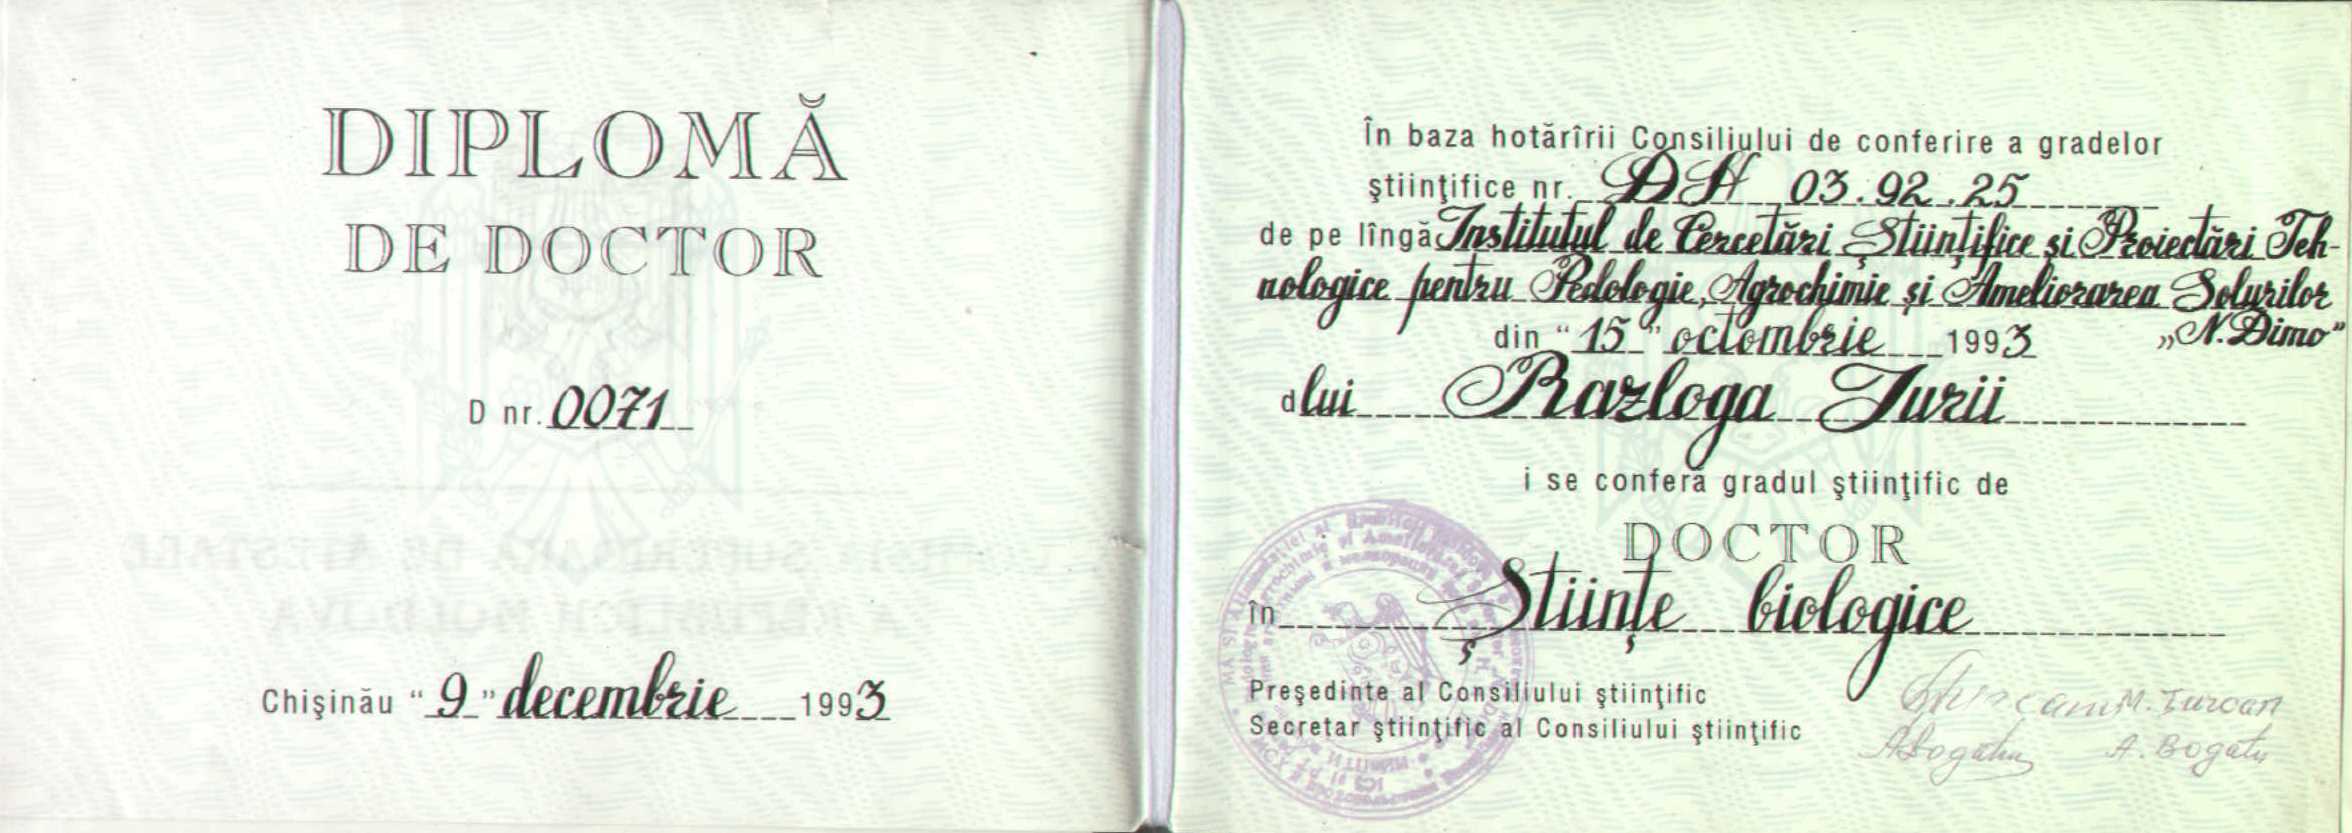 DIPLOMĂ
DE DOCTOR
D nr. 0071
Chişinău "9" decembrie 1993
În baza hotărîrii Consiliului de conferire a gradelor
ştiinţifice nr. DH 03.92.25
de pe lîngă Institutul de Cercetări Ştiinţifice şi Proiectări Teh-
nologice pentru Pedologie, Agrochimie şi Ameliorarea Solurilor
din "15" octombrie 1993 „N. Dimo"
dlui Razloga Iurii
i se conferă gradul ştiinţific de
DOCTOR
în Ştiinţe biologice
Preşedinte al Consiliului ştiinţific M. Turcan
Secretar ştiinţific al Consiliului ştiinţific A. Bogatu